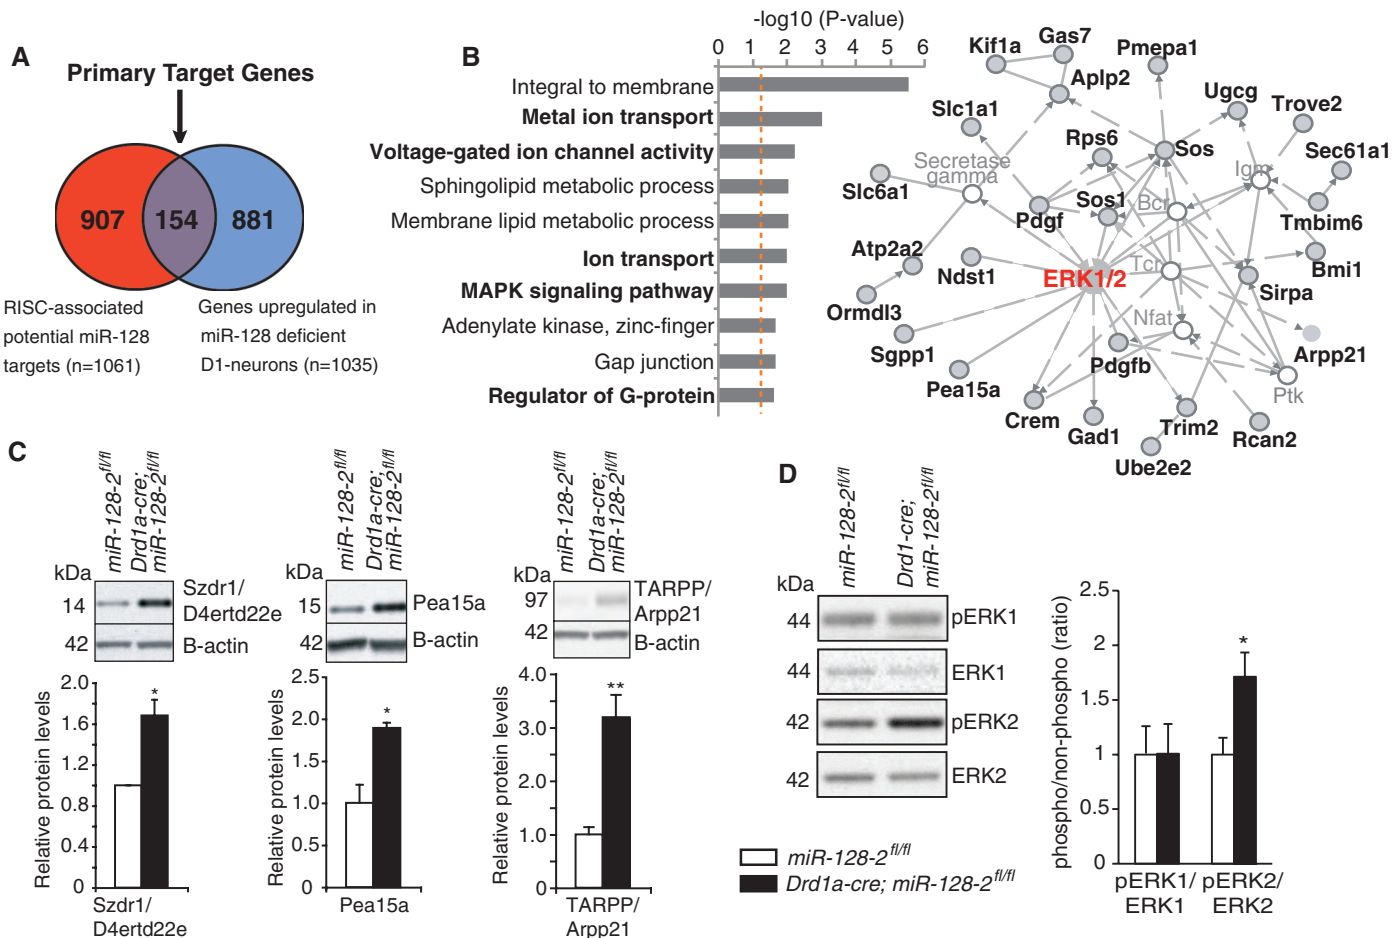 A
Primary Target Genes
907
154
881
RISC-associated
potential miR-128
targets (n=1061)
Genes upregulated in
miR-128 deficient
D1-neurons (n=1035)
B
-log10 (P-value)
0 1 2 3 4 5 6
Integral to membrane
Metal ion transport
Voltage-gated ion channel activity
Sphingolipid metabolic process
Membrane lipid metabolic process
Ion transport
MAPK signaling pathway
Adenylate kinase, zinc-finger
Gap junction
Regulator of G-protein
Kif1a
Gas7
Pmepa1
Aplp2
Ugcg
Trove2
Slc1a1
Rps6
Sos
Sec61a1
Secretase
gamma
Igm
Slc6a1
Pdgf
Sos1
Bcr
Tmbim6
Atp2a2
Ndst1
ERK1/2
Tcr
Bmi1
Sirpa
Ormdl3
Nfat
Sgpp1
Pdgfb
Arpp21
Pea15a
Ptk
Crem
Gad1
Trim2
Rcan2
Ube2e2
C
miR-128-2fl/fl
Drd1a-cre;
miR-128-2fl/fl
kDa
14
Szdr1/
D4ertd22e
42
B-actin
Relative protein levels
2.0
1.6
1.2
0.8
0.4
0
*
Szdr1/
D4ertd22e
miR-128-2fl/fl
Drd1a-cre;
miR-128-2fl/fl
kDa
15
Pea15a
42
B-actin
Relative protein levels
2.5
2.0
1.5
1.0
0.5
0
*
Pea15a
miR-128-2fl/fl
Drd1a-cre;
miR-128-2fl/fl
kDa
97
TARPP/
Arpp21
42
B-actin
Relative protein levels
4.0
3.0
2.0
1.0
0
**
TARPP/
Arpp21
D
miR-128-2fl/fl
Drd1-cre;
miR-128-2fl/fl
kDa
44
pERK1
44
ERK1
42
pERK2
42
ERK2
miR-128-2fl/fl
Drd1a-cre; miR-128-2fl/fl
phospho/non-phospho (ratio)
2.5
2
1.5
1
0.5
0
*
pERK1/
ERK1
pERK2/
ERK2